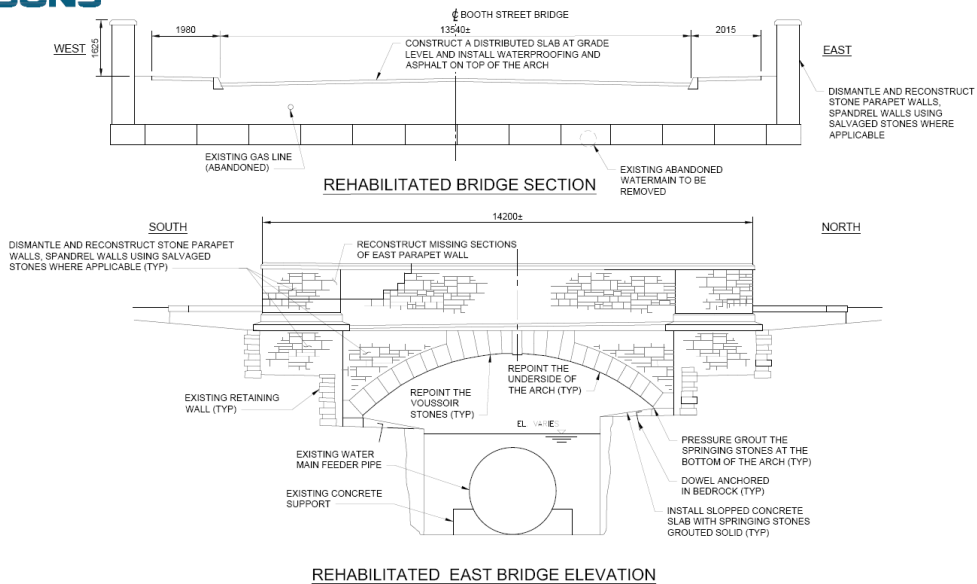 ℄ BOOTH STREET BRIDGE
1980
13540±
2015
WEST
EAST
1625
CONSTRUCT A DISTRIBUTED SLAB AT GRADE
LEVEL AND INSTALL WATERPROOFING AND
ASPHALT ON TOP OF THE ARCH
DISMANTLE AND RECONSTRUCT
STONE PARAPET WALLS,
SPANDREL WALLS USING
SALVAGED STONES WHERE
APPLICABLE
EXISTING GAS LINE
(ABANDONED)
EXISTING ABANDONED
WATERMAIN TO BE
REMOVED
REHABILITATED BRIDGE SECTION
14200±
SOUTH
NORTH
DISMANTLE AND RECONSTRUCT STONE PARAPET
WALLS, SPANDREL WALLS USING SALVAGED
STONES WHERE APPLICABLE (TYP)
RECONSTRUCT MISSING SECTIONS
OF EAST PARAPET WALL
EXISTING RETAINING
WALL (TYP)
REPOINT THE
VOUSSOIR
STONES (TYP)
REPOINT THE
UNDERSIDE OF
THE ARCH (TYP)
EL VARIES
EXISTING WATER
MAIN FEEDER PIPE
EXISTING CONCRETE
SUPPORT
PRESSURE GROUT THE
SPRINGING STONES AT THE
BOTTOM OF THE ARCH (TYP)
DOWEL ANCHORED
IN BEDROCK (TYP)
INSTALL SLOPPED CONCRETE
SLAB WITH SPRINGING STONES
GROUTED SOLID (TYP)
REHABILITATED EAST BRIDGE ELEVATION